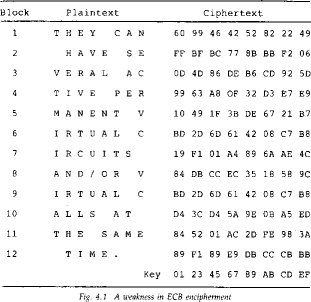 Block Plaintext Ciphertext
1 T H E Y C A N 60 99 46 42 52 82 22 49
2 H A V E S E FF BF BC 77 8B BB F2 06
3 V E R A L A C 0D 4D 86 DE B6 CD 92 5D
4 T I V E P E R 99 63 A8 0F 32 D3 E7 E9
5 M A N E N T V 10 49 1F 3B DE 67 21 B7
6 I R T U A L C BD 2D 6D 61 42 08 C7 B8
7 I R C U I T S 19 F1 01 A4 89 6A AE 4C
8 A N D / O R V 84 DB CC EC 35 18 58 9C
9 I R T U A L C BD 2D 6D 61 42 08 C7 B8
10 A L L S A T D4 3C D4 5A 9E 0B A5 ED
11 T H E S A M E 84 52 01 AC 2D FE 98 3A
12 T I M E . 89 F1 89 E9 DB CC CB BB
Key 01 23 45 67 89 AB CD EF
Fig. 4.1 A weakness in ECB encipherment